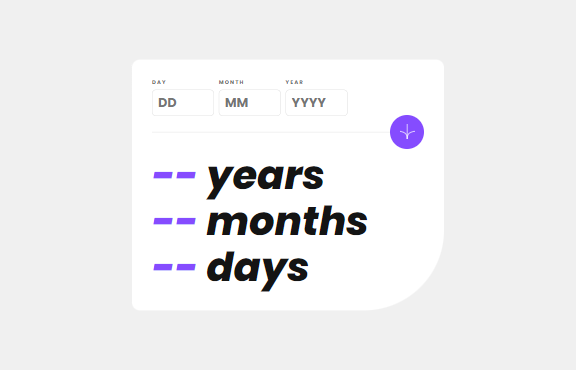 DAY MONTH YEAR
DD MM YYYY
-- years
-- months
-- days